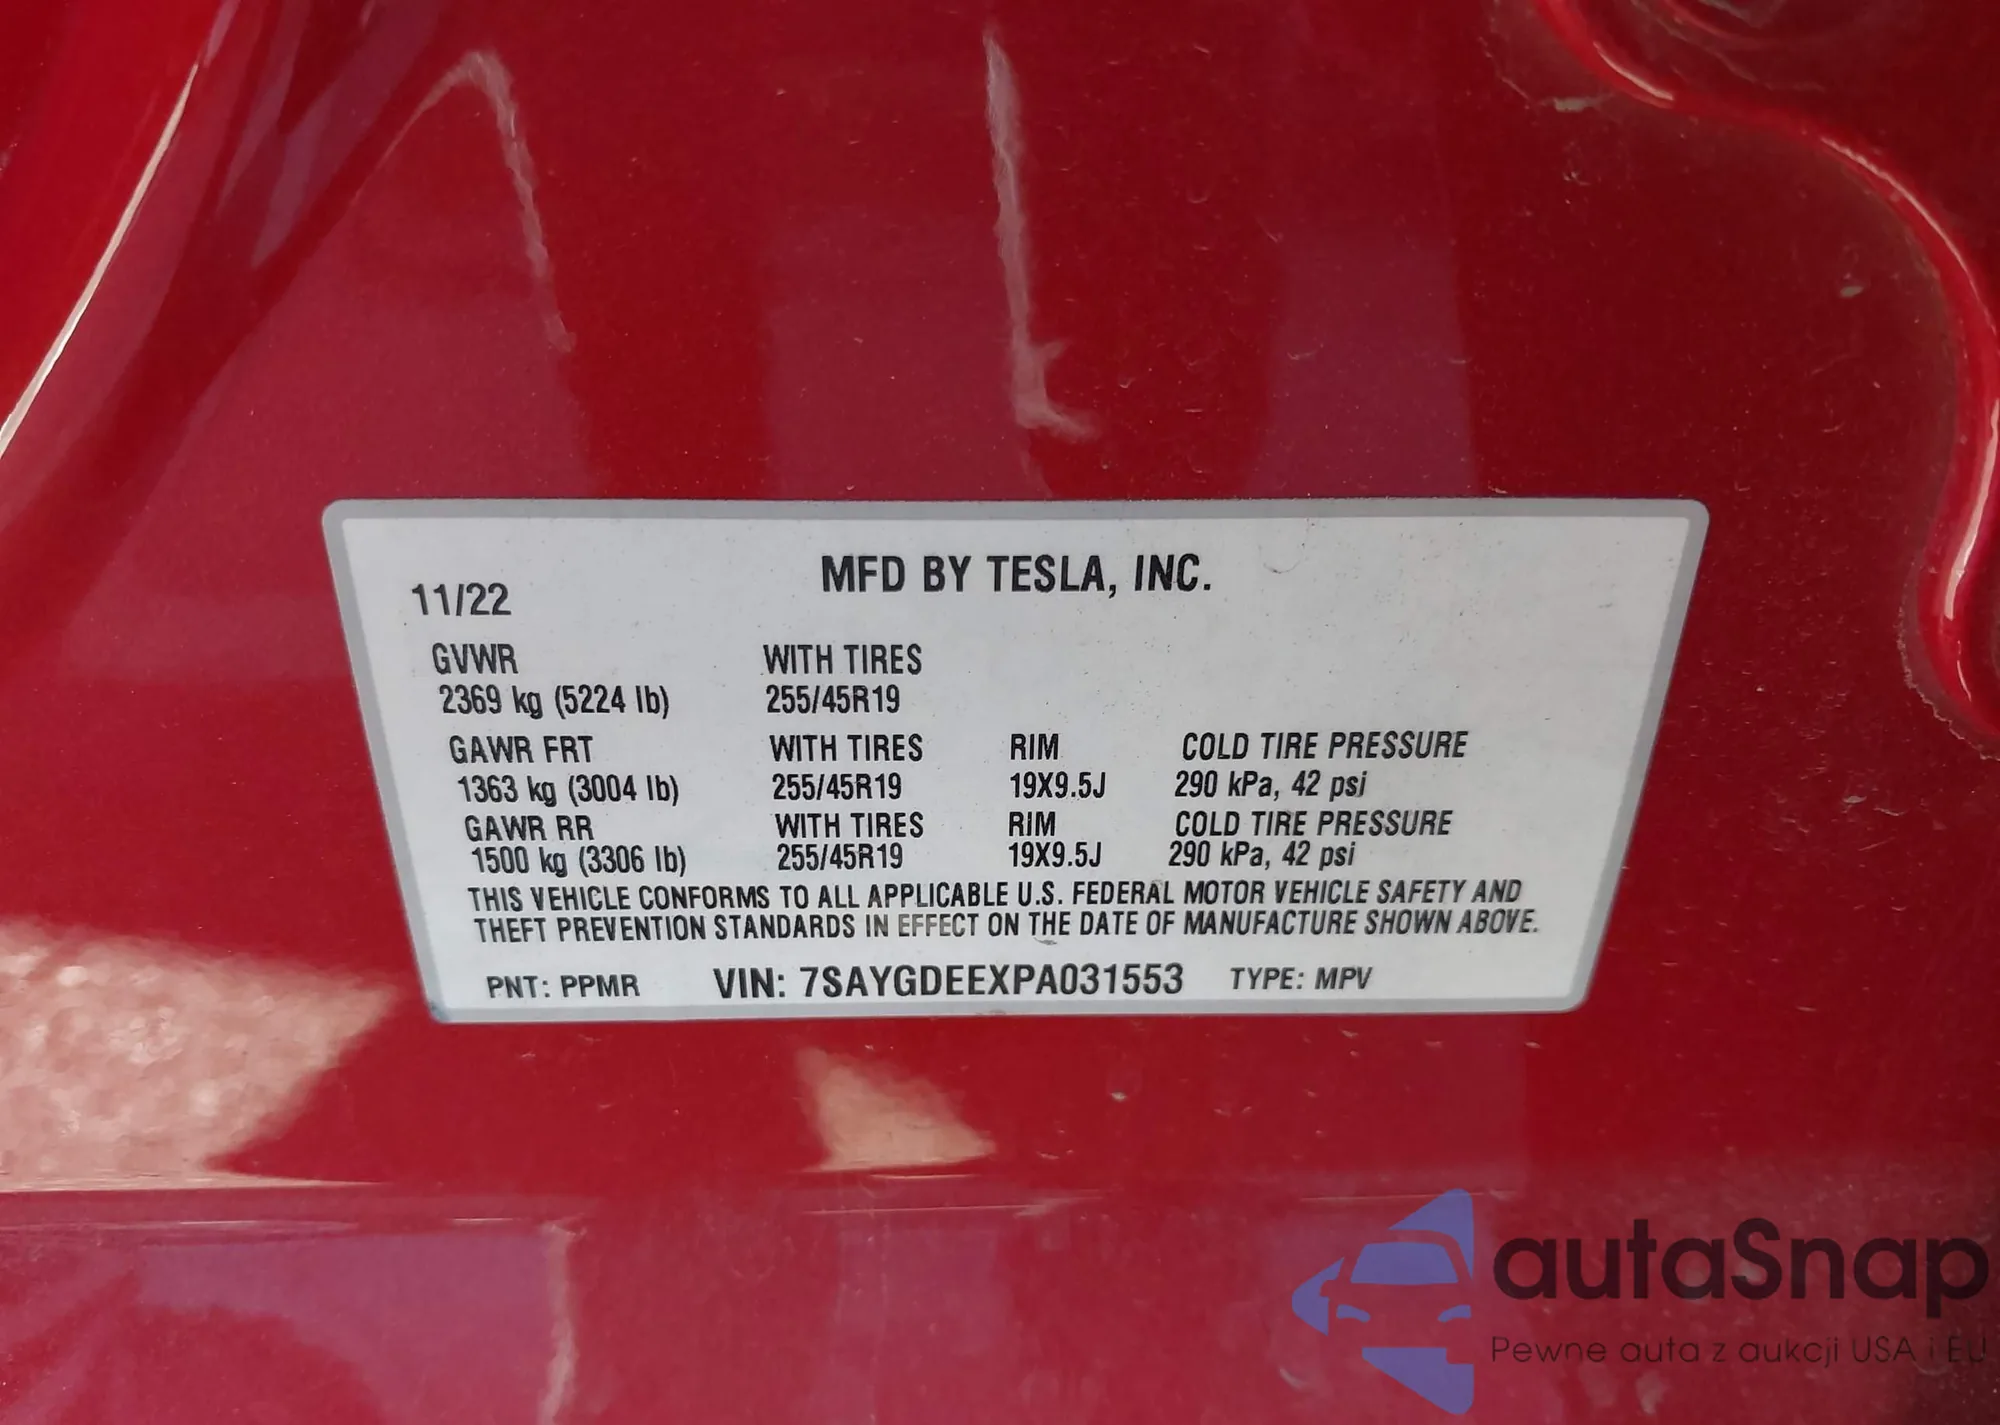 MFD BY TESLA, INC.
11/22
GVWR WITH TIRES
2369 kg (5224 lb) 255/45R19
GAWR FRT WITH TIRES RIM COLD TIRE PRESSURE
1363 kg (3004 lb) 255/45R19 19X9.5J 290 kPa, 42 psi
GAWR RR WITH TIRES RIM COLD TIRE PRESSURE
1500 kg (3306 lb) 255/45R19 19X9.5J 290 kPa, 42 psi
THIS VEHICLE CONFORMS TO ALL APPLICABLE U.S. FEDERAL MOTOR VEHICLE SAFETY AND
THEFT PREVENTION STANDARDS IN EFFECT ON THE DATE OF MANUFACTURE SHOWN ABOVE.
PNT: PPMR VIN: 7SAYGDEEXPA031553 TYPE: MPV
autaSnap
Pewne auta z aukcji USA i EU